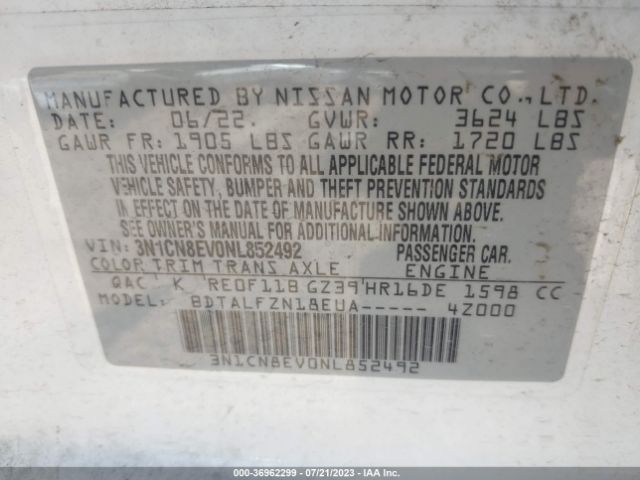 MANUFACTURED BY NISSAN MOTOR CO., LTD.
DATE: 06/22. GVWR: 3624 LBS
GAWR FR: 1905 LBS GAWR RR: 1720 LBS
THIS VEHICLE CONFORMS TO ALL APPLICABLE FEDERAL MOTOR
VEHICLE SAFETY, BUMPER AND THEFT PREVENTION STANDARDS
IN EFFECT ON THE DATE OF MANUFACTURE SHOWN ABOVE.
SEE OWNER'S MANUAL FOR ADDITIONAL INFORMATION.
VIN: 3N1CN8EV0NL852492 PASSENGER CAR.
COLOR TRIM TRANS AXLE ENGINE
QAC K RE0F11B GZ39 HR16DE 1598 CC
MODEL: BDTALFZN18EUA----- 4Z000
3N1CN8EV0NL852492
000-36962299 - 07/21/2023 - IAA Inc.